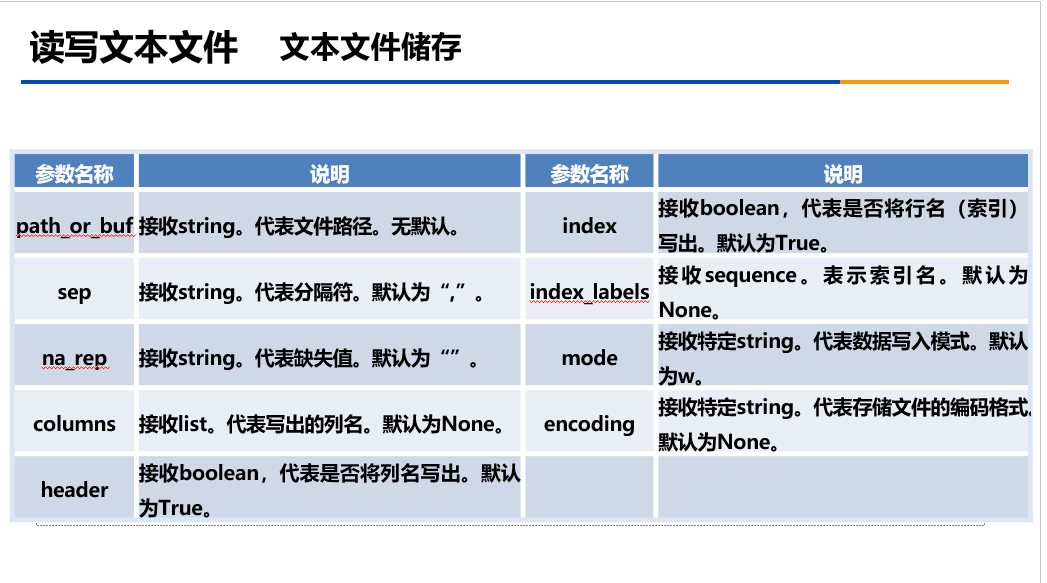 读写文本文件 文本文件储存
参数名称 说明 参数名称 说明
path_or_buf 接收string。代表文件路径。无默认。 index 接收boolean，代表是否将行名（索引）
写出。默认为True。
sep 接收string。代表分隔符。默认为“,”。 index_labels 接收sequence。表示索引名。默认为
None。
na_rep 接收string。代表缺失值。默认为“”。 mode 接收特定string。代表数据写入模式。默认
为w。
columns 接收list。代表写出的列名。默认为None。 encoding 接收特定string。代表存储文件的编码格式。
默认为None。
header 接收boolean，代表是否将列名写出。默认
为True。